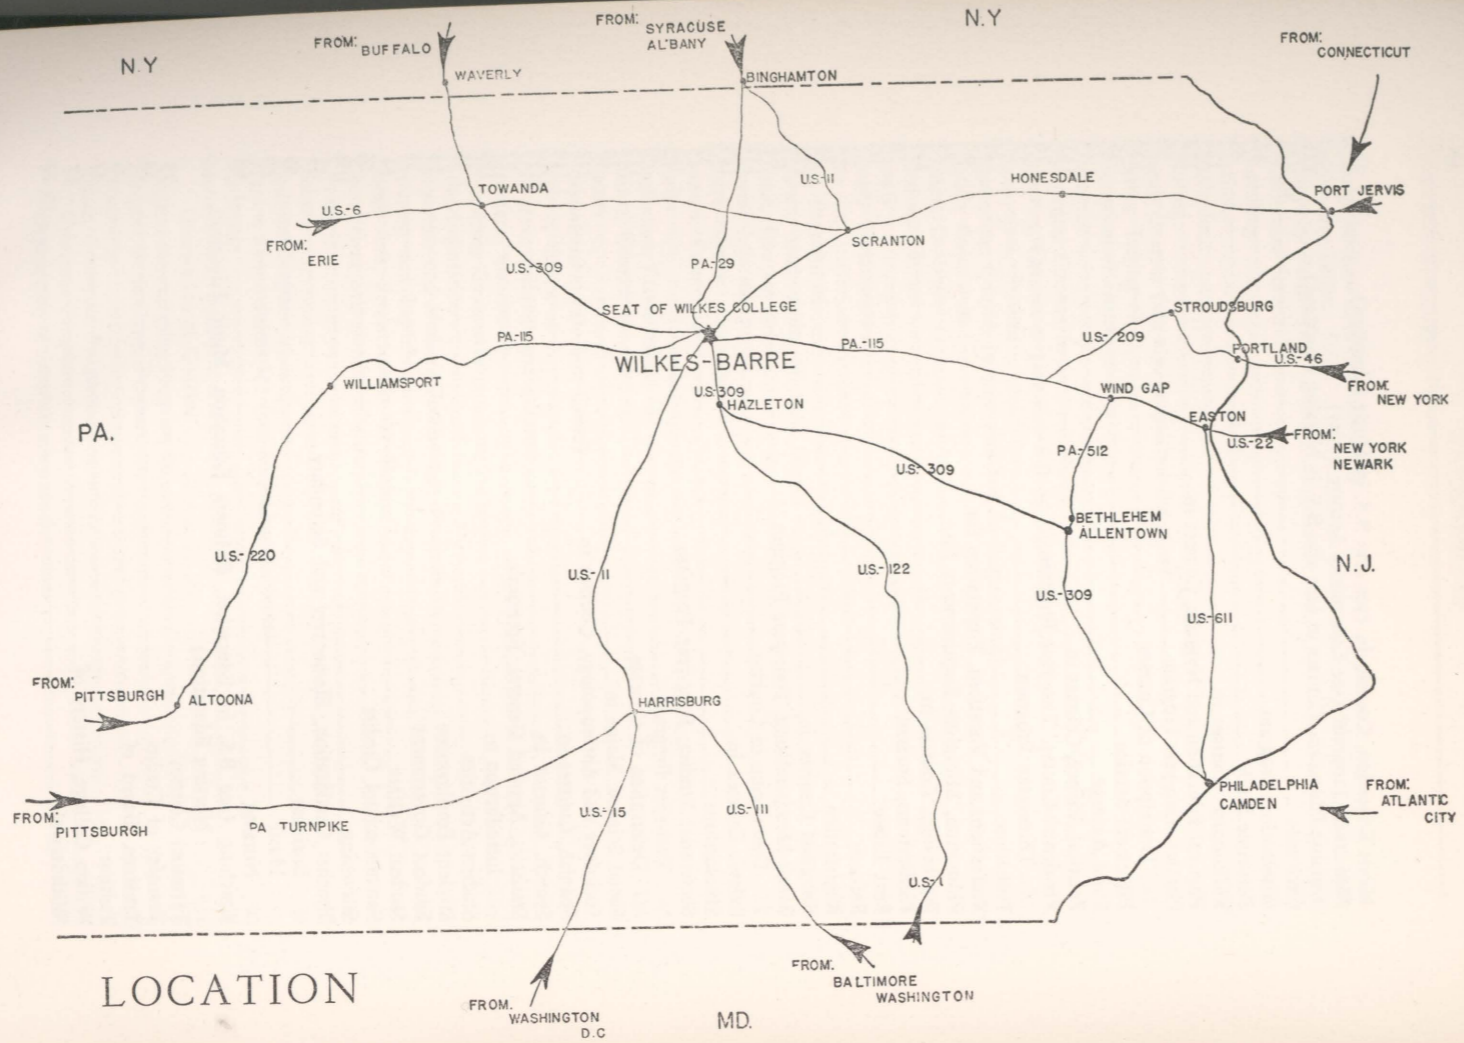 N.Y
FROM: BUFFALO
WAVERLY
FROM: SYRACUSE
ALBANY
BINGHAMTON
N.Y
FROM:
CONNECTICUT
TOWANDA
U.S.-6
FROM:
ERIE
U.S.-309
U.S.-11
HONESDALE
PORT JERVIS
SCRANTON
PA.-29
SEAT OF WILKES COLLEGE
WILKES-BARRE
PA.-115
WILLIAMSPORT
PA.-115
STROUDSBURG
U.S.-209
PORTLAND
U.S.-46
FROM:
NEW YORK
WIND GAP
EASTON
U.S.-22
FROM:
NEW YORK
NEWARK
PA.
U.S.-309
HAZLETON
U.S.-309
PA.-512
BETHLEHEM
ALLENTOWN
N.J.
U.S.-220
U.S.-11
U.S.-122
U.S.-309
U.S.-611
FROM:
PITTSBURGH
ALTOONA
HARRISBURG
FROM:
PITTSBURGH
PA TURNPIKE
U.S.-15
U.S.-111
U.S.-1
PHILADELPHIA
CAMDEN
FROM:
ATLANTIC
CITY
LOCATION
FROM.
WASHINGTON
D.C
FROM:
BALTIMORE
WASHINGTON
MD.